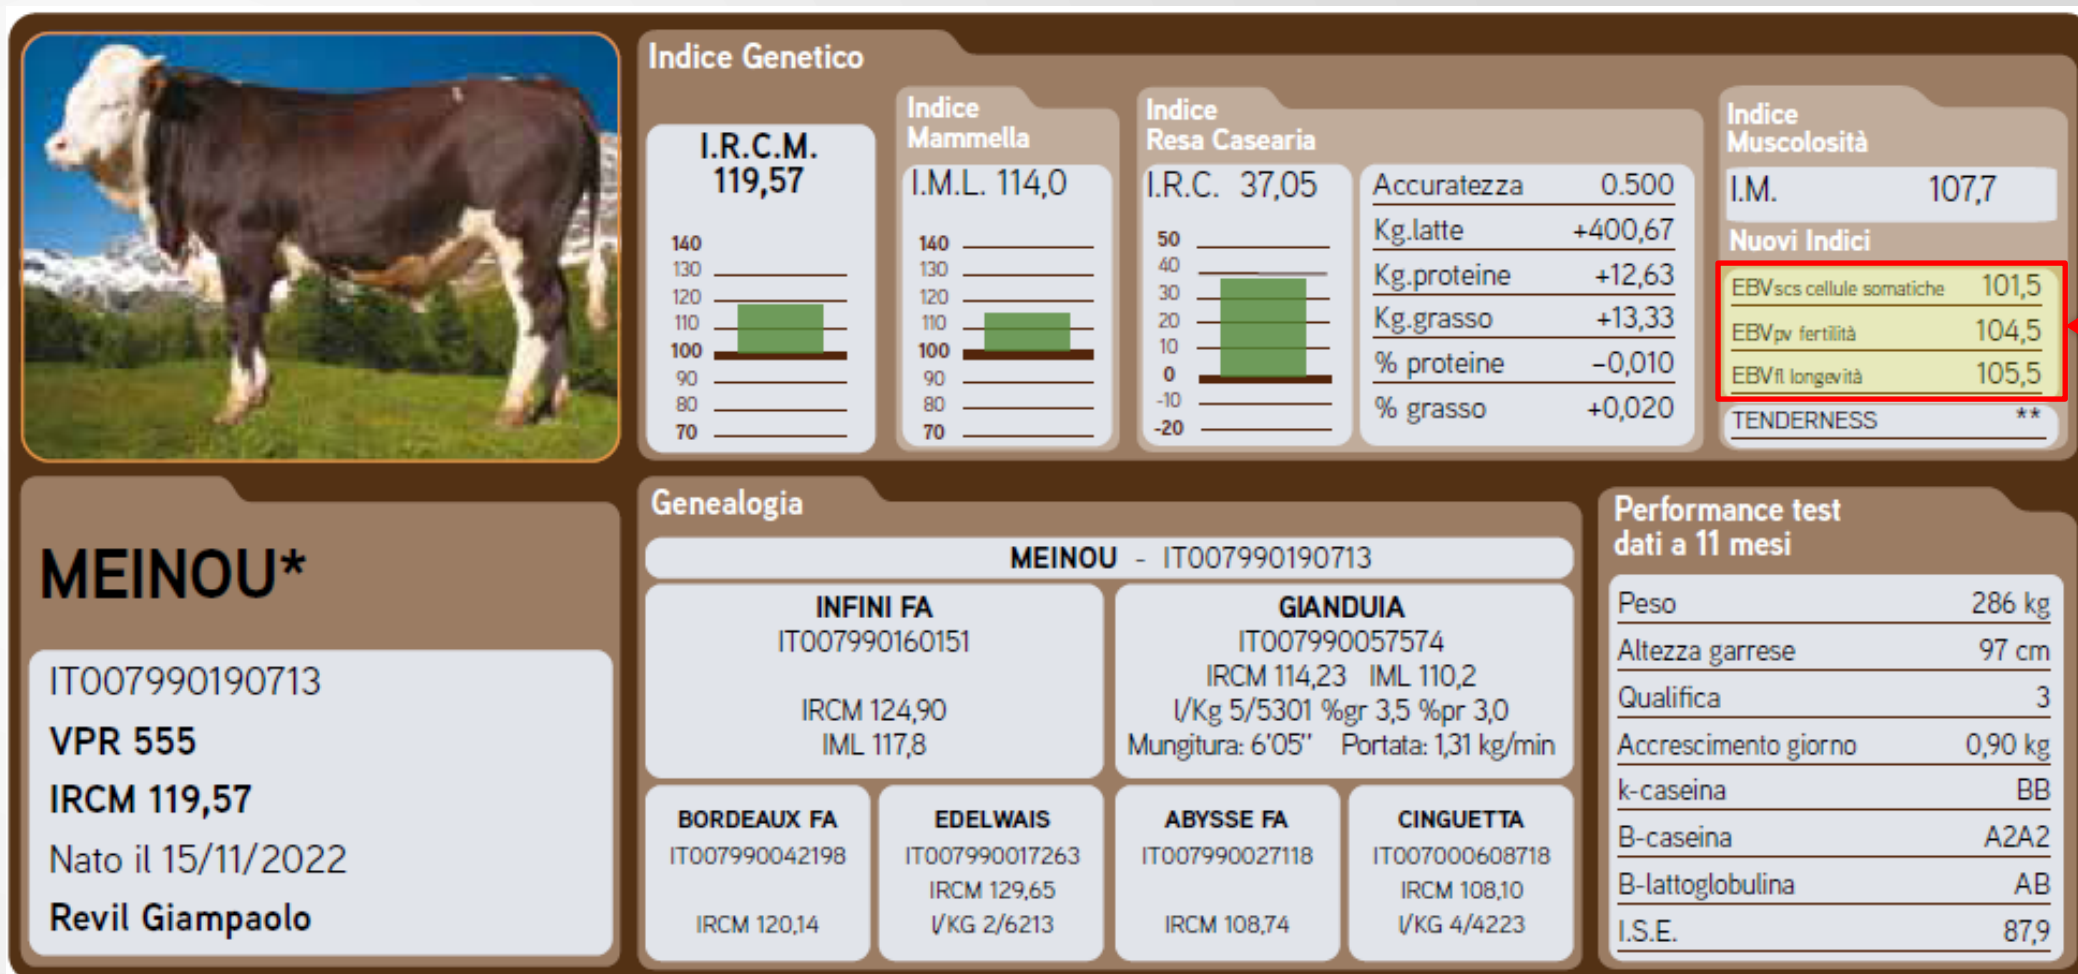 Indice Genetico
I.R.C.M.
119,57
140
130
120
110
100
90
80
70
Indice
Mammella
I.M.L. 114,0
140
130
120
110
100
90
80
70
Indice
Resa Casearia
I.R.C. 37,05
50
40
30
20
10
0
-10
-20
Accuratezza 0.500
Kg.latte +400,67
Kg.proteine +12,63
Kg.grasso +13,33
% proteine -0,010
% grasso +0,020
Indice
Muscolosità
I.M. 107,7
Nuovi Indici
EBVscs cellule somatiche 101,5
EBVpv fertilità 104,5
EBVfl longevità 105,5
TENDERNESS **
MEINOU*
IT007990190713
VPR 555
IRCM 119,57
Nato il 15/11/2022
Revil Giampaolo
Genealogia
MEINOU - IT007990190713
INFINI FA
IT007990160151
IRCM 124,90
IML 117,8
GIANDUIA
IT007990057574
IRCM 114,23 IML 110,2
l/Kg 5/5301 %gr 3,5 %pr 3,0
Mungitura: 6'05'' Portata: 1,31 kg/min
BORDEAUX FA
IT007990042198
IRCM 120,14
EDELWAIS
IT007990017263
IRCM 129,65
l/KG 2/6213
ABYSSE FA
IT007990027118
IRCM 108,74
CINGUETTA
IT007000608718
IRCM 108,10
l/KG 4/4223
Performance test
dati a 11 mesi
Peso 286 kg
Altezza garrese 97 cm
Qualifica 3
Accrescimento giorno 0,90 kg
k-caseina BB
B-caseina A2A2
B-lattoglobulina AB
I.S.E. 87,9